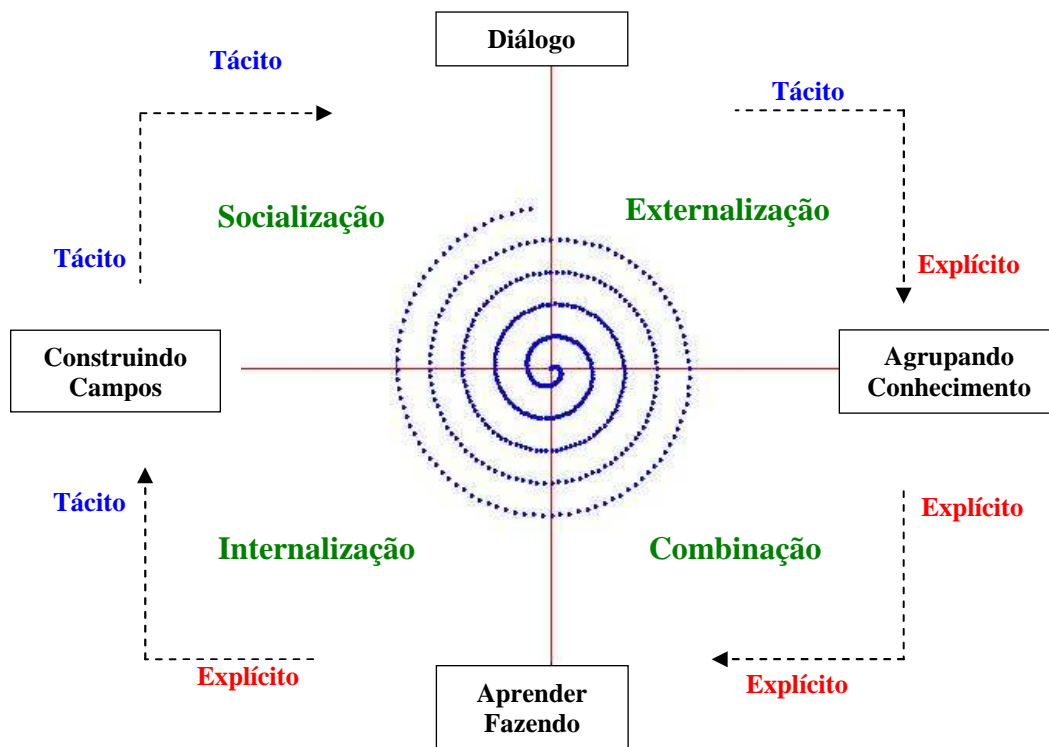 Diálogo
Tácito
Tácito
Socialização
Externalização
Tácito
Explícito
Construindo
Campos
Agrupando
Conhecimento
Tácito
Explícito
Internalização
Combinação
Explícito
Explícito
Aprender
Fazendo